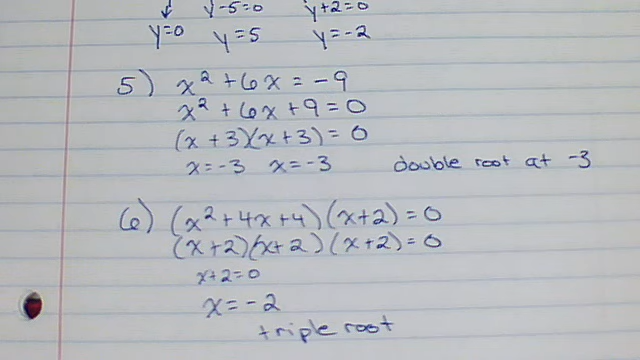 y-5=0 y+2=0
y=0 y=5 y=-2
5) x² + 6x = -9
x² + 6x + 9 = 0
(x + 3)(x + 3) = 0
x = -3 x = -3 double root at -3
6) (x² + 4x + 4)(x + 2) = 0
(x + 2)(x + 2)(x + 2) = 0
x + 2 = 0
x = -2
triple root